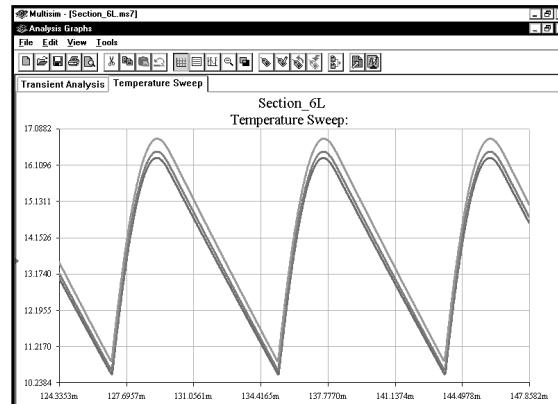 Multisim - [Section_6L.ms7]
Analysis Graphs
File Edit View Tools
Transient Analysis Temperature Sweep
Section_6L
Temperature Sweep:
17.0882
16.1096
15.1311
14.1526
13.1740
12.1955
11.2170
10.2384
124.3353m 127.6957m 131.0561m 134.4165m 137.7770m 141.1374m 144.4978m 147.8582m